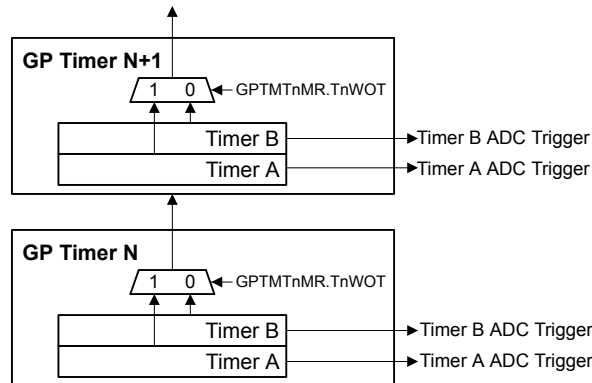 GP Timer N+1
1 0
GPTMTnMR.TnWOT
Timer B
Timer B ADC Trigger
Timer A
Timer A ADC Trigger
GP Timer N
1 0
GPTMTnMR.TnWOT
Timer B
Timer B ADC Trigger
Timer A
Timer A ADC Trigger